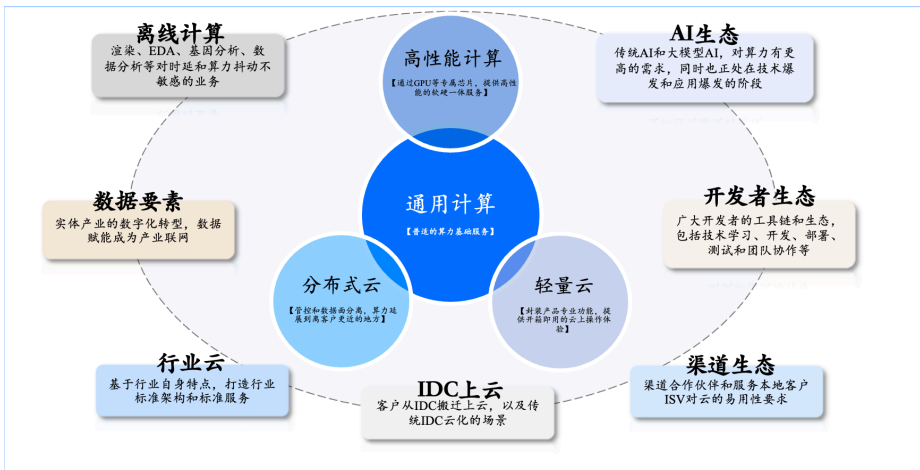 离线计算
渲染、EDA、基因分析、数
据分析等对时延和算力抖动不
敏感的业务
高性能计算
【通过GPU等专属芯片，提供高性
能的软硬一体服务】
AI生态
传统AI和大模型AI，对算力有更
高的需求，同时也正处在技术爆
发和应用爆发的阶段
数据要素
实体产业的数字化转型，数据
赋能成为产业联网
通用计算
【普适的算力基础服务】
开发者生态
广大开发者的工具链和生态，
包括技术学习、开发、部署、
测试和团队协作等
分布式云
【管控和数据面分离，算力延
展到离客户更近的地方】
轻量云
【封装产品专业功能，提
供开箱即用的云上操作体
验】
行业云
基于行业自身特点，打造行业
标准架构和标准服务
IDC上云
客户从IDC搬迁上云，以及传
统IDC云化的场景
渠道生态
渠道合作伙伴和服务本地客户
ISV对云的易用性要求